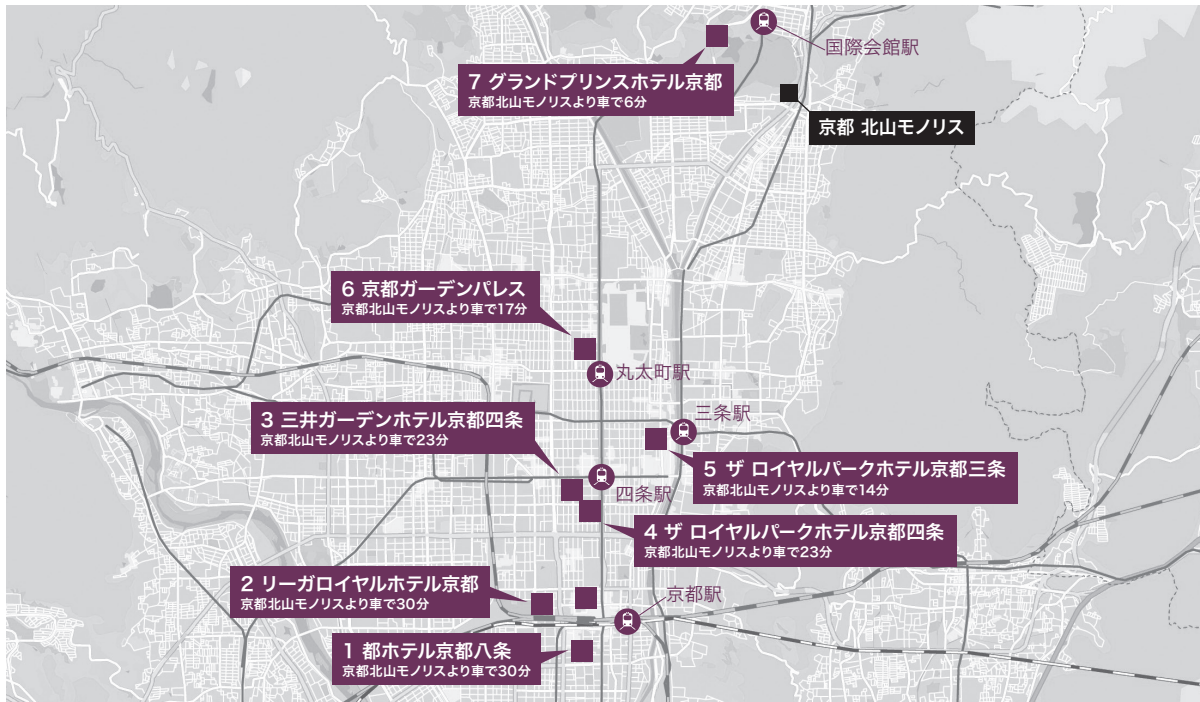 国際会館駅
7 グランドプリンスホテル京都
京都北山モノリスより車で6分
京都 北山モノリス
6 京都ガーデンパレス
京都北山モノリスより車で17分
丸太町駅
3 三井ガーデンホテル京都四条
京都北山モノリスより車で23分
三条駅
5 ザ ロイヤルパークホテル京都三条
京都北山モノリスより車で14分
四条駅
4 ザ ロイヤルパークホテル京都四条
京都北山モノリスより車で23分
2 リーガロイヤルホテル京都
京都北山モノリスより車で30分
京都駅
1 都ホテル京都八条
京都北山モノリスより車で30分